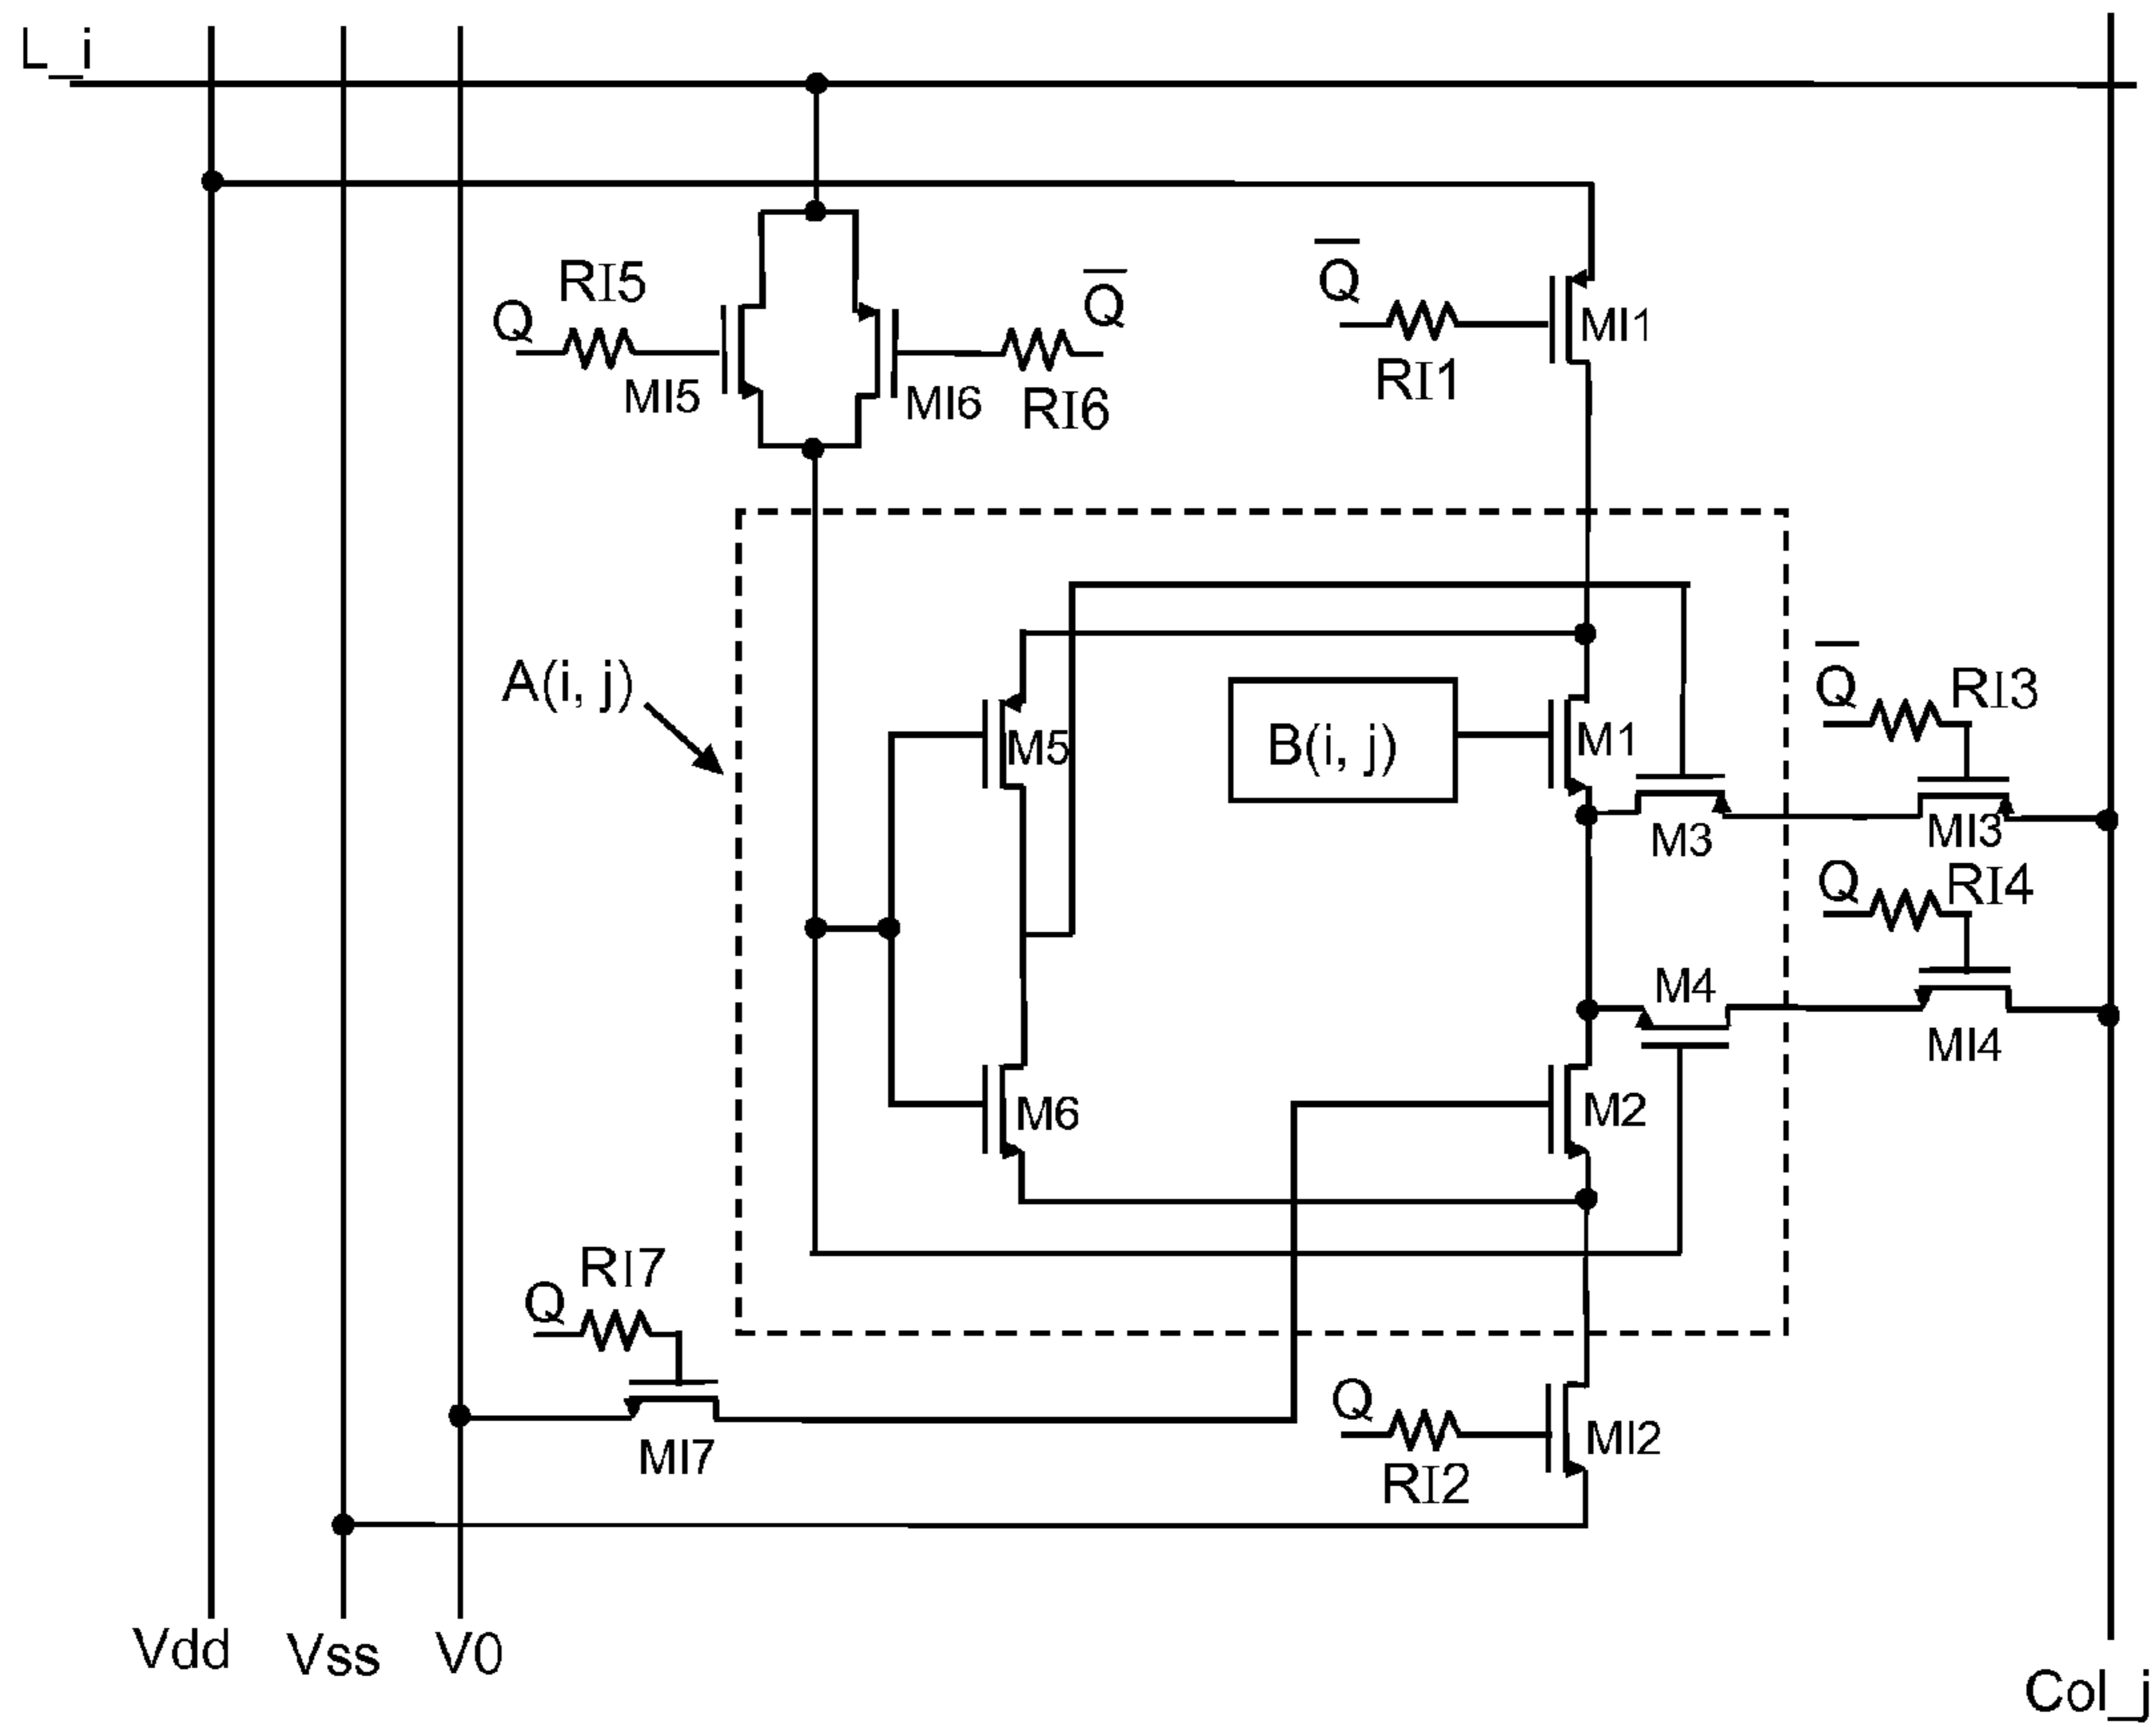 L_i
RI5
Q
MI5
MI6
Q̅
RI6
Q̅
RI1
MI1
A(i, j)
M5
B(i, j)
M1
M3
Q̅
RI3
MI3
Q
RI4
M4
MI4
M6
M2
RI7
Q
MI7
Q
RI2
MI2
Vdd
Vss
V0
Col_j